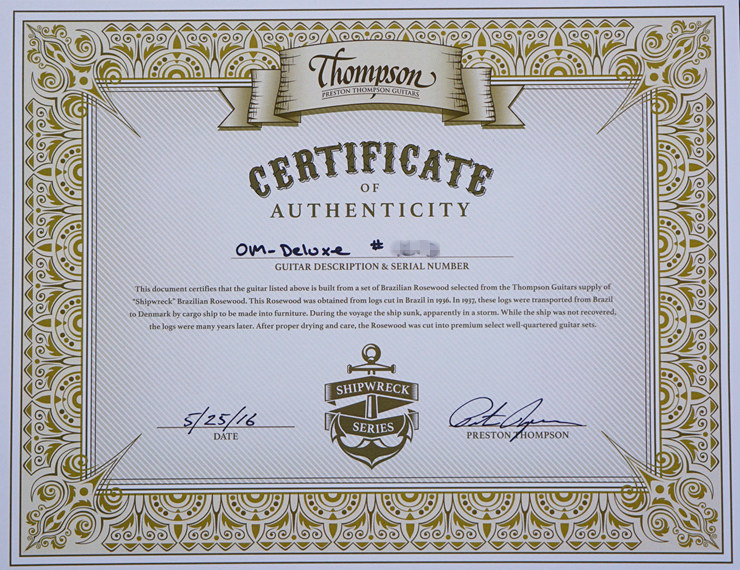 Thompson
PRESTON THOMPSON GUITARS
CERTIFICATE
OF
AUTHENTICITY
OM-Deluxe #
GUITAR DESCRIPTION & SERIAL NUMBER
This document certifies that the guitar listed above is built from a set of Brazilian Rosewood selected from the Thompson Guitars supply of
"Shipwreck" Brazilian Rosewood. This Rosewood was obtained from logs cut in Brazil in 1936. In 1937, these logs were transported from Brazil
to Denmark by cargo ship to be made into furniture. During the voyage the ship sunk, apparently in a storm. While the ship was not recovered,
the logs were many years later. After proper drying and care, the Rosewood was cut into premium select well-quartered guitar sets.
SHIPWRECK
SERIES
5/25/16
DATE
PRESTON THOMPSON